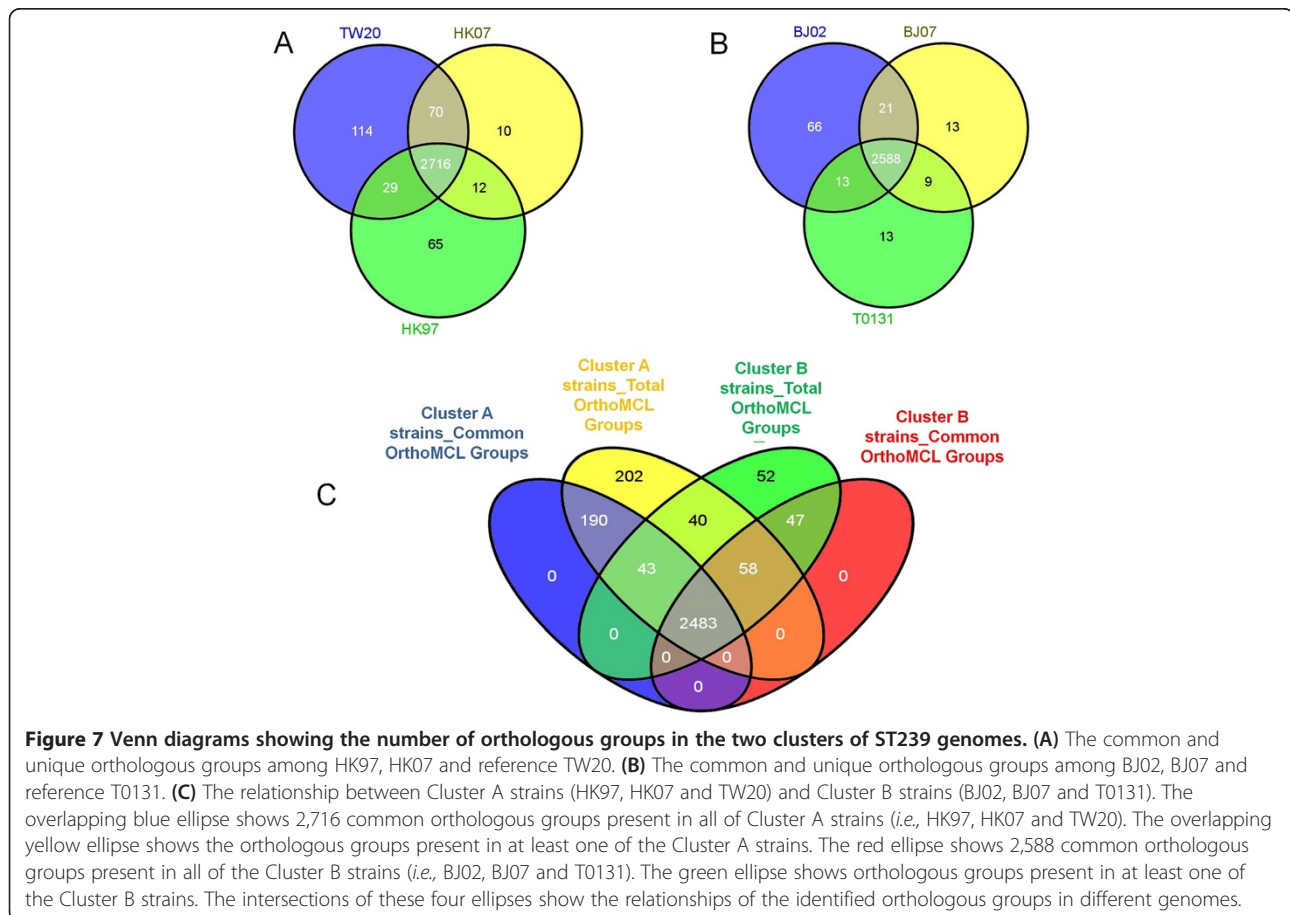 A
TW20
HK07
70
114
10
2716
29
12
65
HK97
B
BJ02
BJ07
21
66
13
2588
13
9
13
T0131
Cluster A
strains_Common
OrthoMCL Groups
Cluster A
strains_Total
OrthoMCL
Groups
Cluster B
strains_Total
OrthoMCL
Groups_
Cluster B
strains_Common
OrthoMCL Groups
C
202
52
190
40
47
0
43
58
0
2483
0
0
0
0
0
Figure 7 Venn diagrams showing the number of orthologous groups in the two clusters of ST239 genomes. (A) The common and
unique orthologous groups among HK97, HK07 and reference TW20. (B) The common and unique orthologous groups among BJ02, BJ07 and
reference T0131. (C) The relationship between Cluster A strains (HK97, HK07 and TW20) and Cluster B strains (BJ02, BJ07 and T0131). The
overlapping blue ellipse shows 2,716 common orthologous groups present in all of Cluster A strains (i.e., HK97, HK07 and TW20). The overlapping
yellow ellipse shows the orthologous groups present in at least one of the Cluster A strains. The red ellipse shows 2,588 common orthologous
groups present in all of the Cluster B strains (i.e., BJ02, BJ07 and T0131). The green ellipse shows orthologous groups present in at least one of
the Cluster B strains. The intersections of these four ellipses show the relationships of the identified orthologous groups in different genomes.